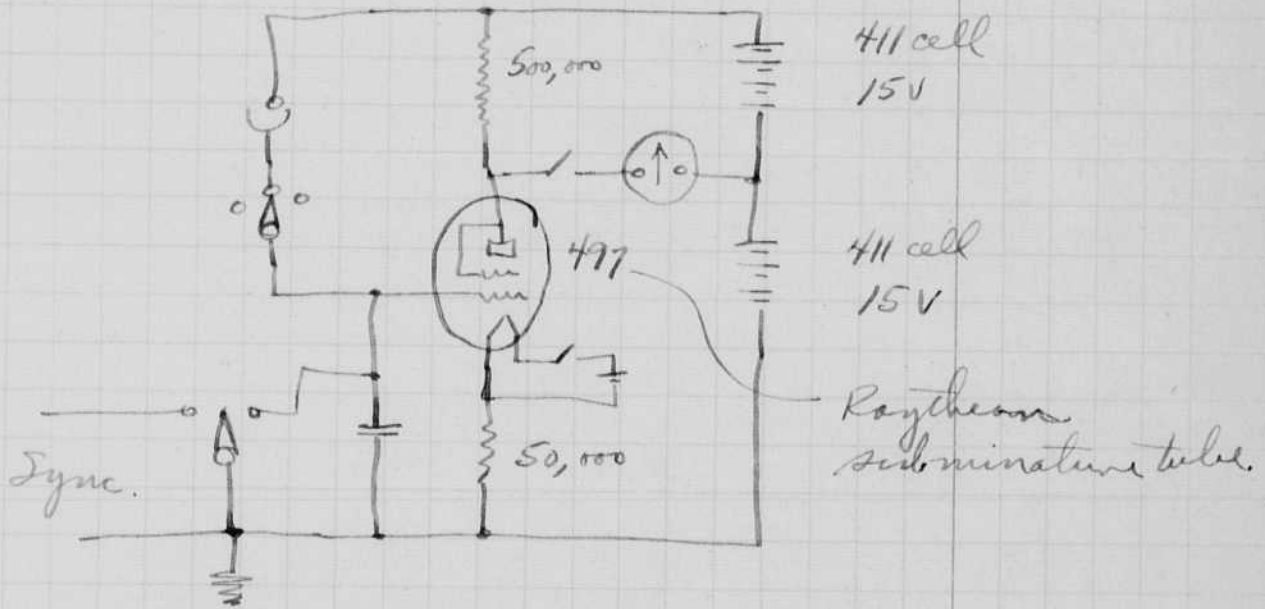 500,000
411 cell
15V
497
411 cell
15V
Raytheon
subminature tube.
Sync.
50,000